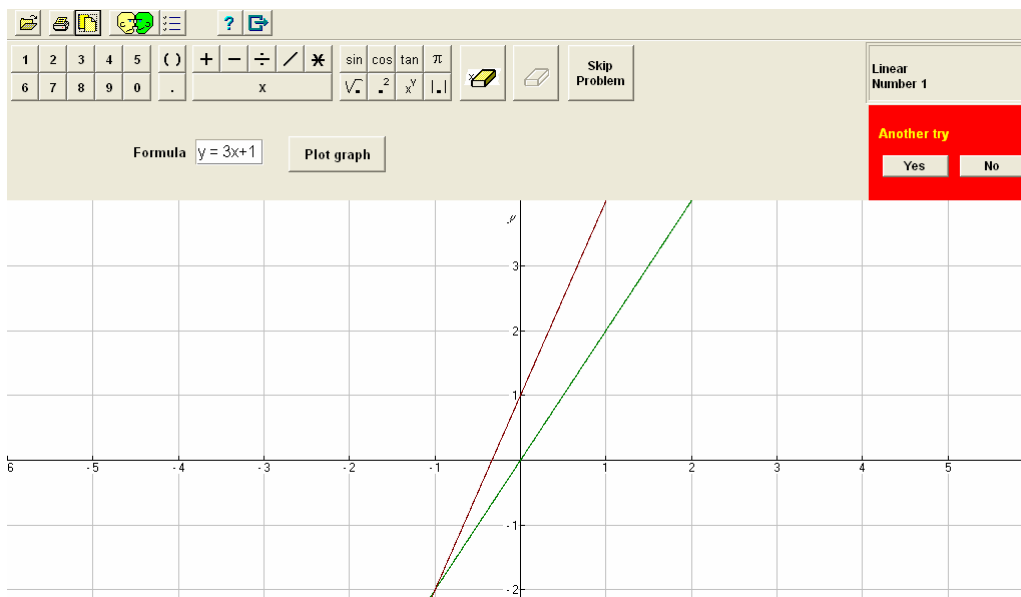 ?
1 2 3 4 5 ( ) + − ÷ / * sin cos tan π
6 7 8 9 0 . x √. .² xʸ |.| x
Skip
Problem
Linear
Number 1
Formula y = 3x+1 Plot graph
Another try
Yes No
y
3
2
1
6 -5 -4 -3 -2 -1 1 2 3 4 5
-1
-2